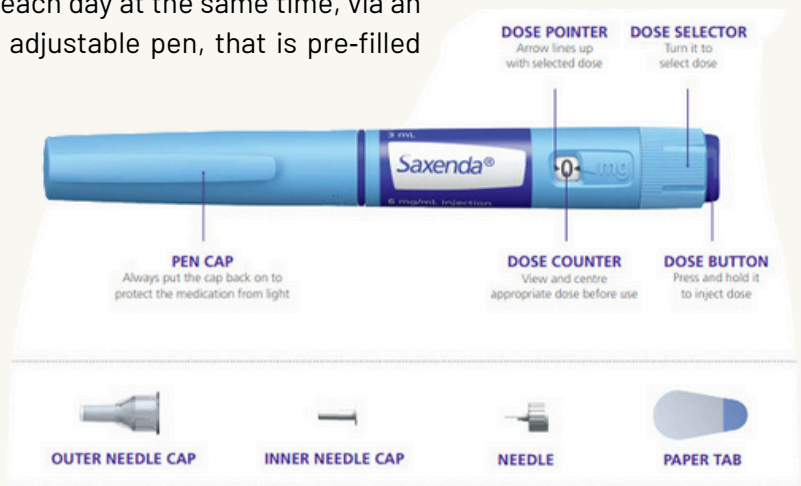 each day at the same time, via an
adjustable pen, that is pre-filled
DOSE POINTER
Arrow lines up
with selected dose
DOSE SELECTOR
Turn it to
select dose
3 mL
Saxenda®
6 mg/mL Injection
0 mg
PEN CAP
Always put the cap back on to
protect the medication from light
DOSE COUNTER
View and centre
appropriate dose before use
DOSE BUTTON
Press and hold it
to inject dose
OUTER NEEDLE CAP
INNER NEEDLE CAP
NEEDLE
PAPER TAB